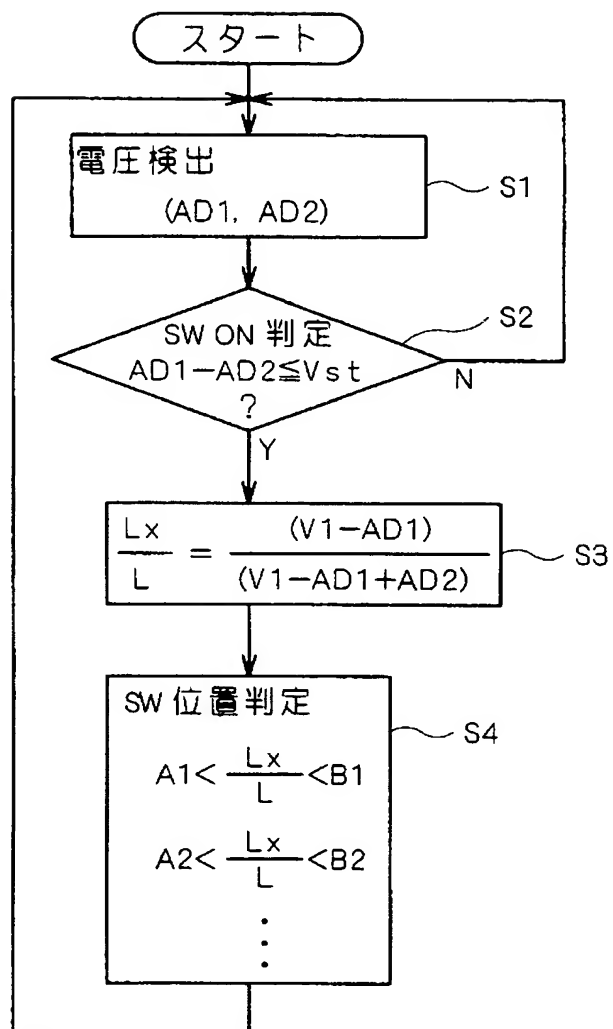 スタート
電圧検出
(AD1, AD2)
S1
SW ON 判定
AD1-AD2≦Vst
?
S2
N
Y
Lx/L = (V1-AD1)/(V1-AD1+AD2)
S3
SW 位置判定
S4
A1< Lx/L <B1
A2< Lx/L <B2
⋮